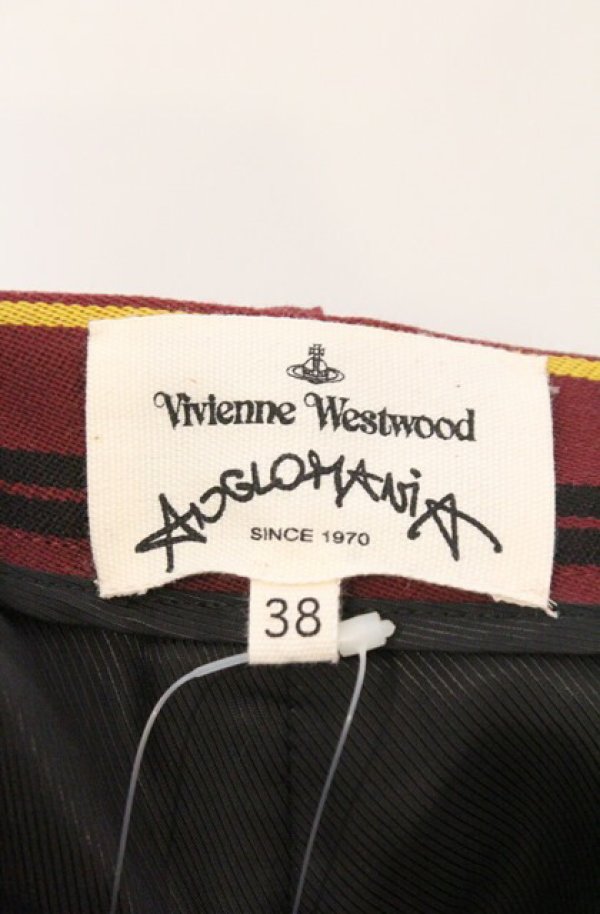 Vivienne Westwood
ANGLOMANiA
SINCE 1970
38